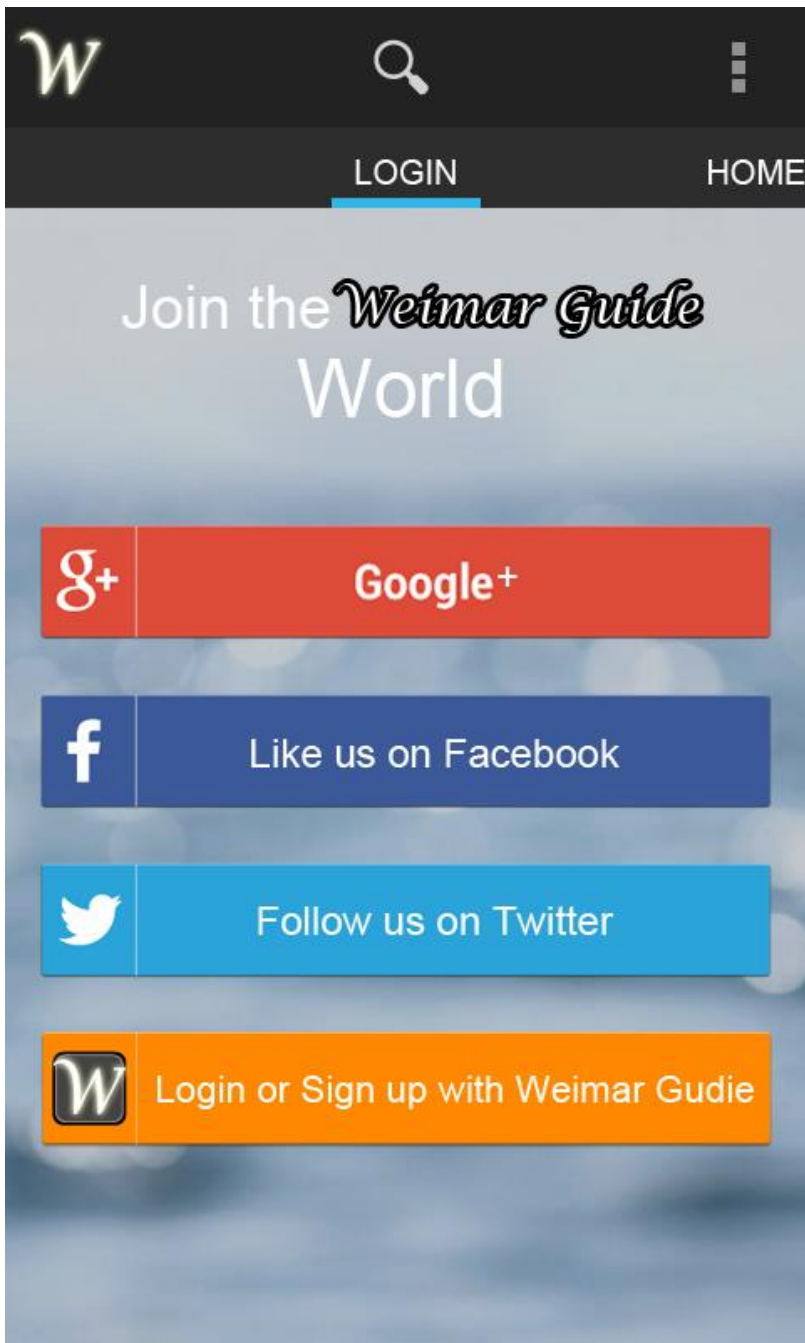 W
LOGIN HOME
Join the Weimar Guide
World
g+ Google+
f Like us on Facebook
Follow us on Twitter
W Login or Sign up with Weimar Gudie